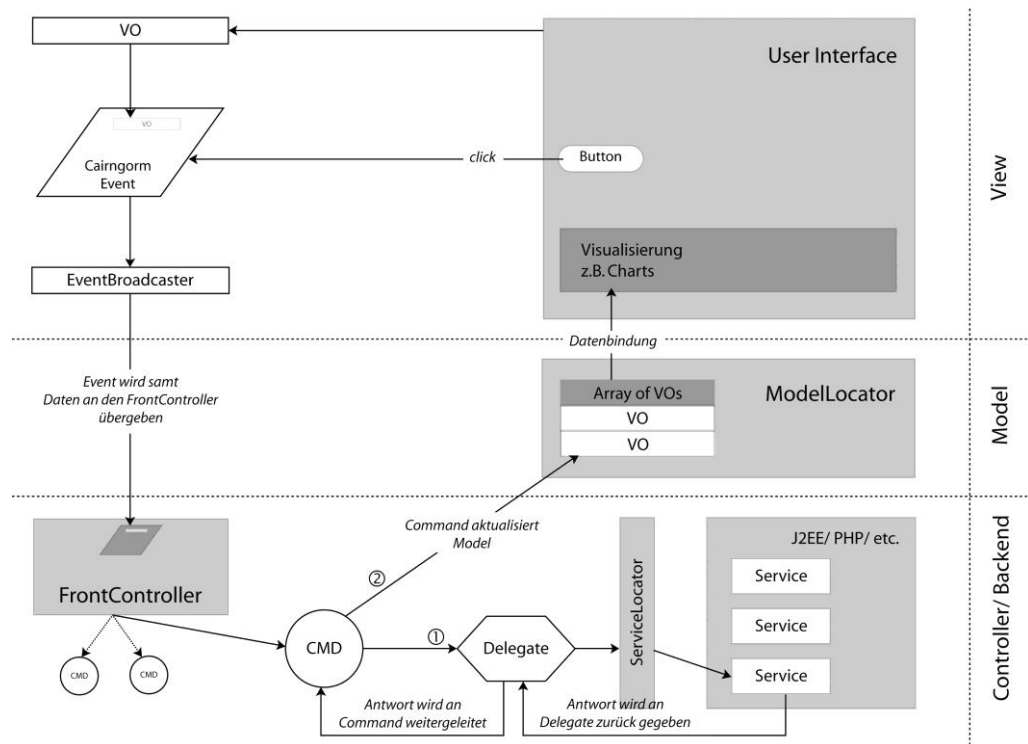 VO
User Interface
VO
Cairngorm
Event
click
Button
View
Visualisierung
z.B. Charts
EventBroadcaster
Datenbindung
Event wird samt
Daten an den FrontController
übergeben
Array of VOs
VO
VO
ModelLocator
Model
Command aktualisiert
Model
FrontController
CMD
CMD
②
CMD
①
Delegate
ServiceLocator
J2EE/ PHP/ etc.
Service
Service
Service
Antwort wird an
Command weitergeleitet
Antwort wird an
Delegate zurück gegeben
Controller/ Backend